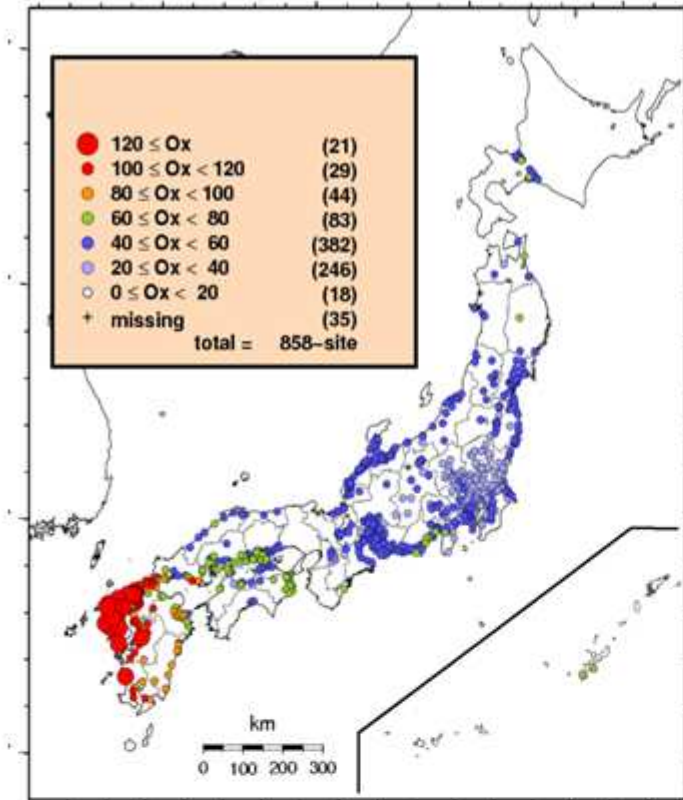 120 ≤ Ox (21)
100 ≤ Ox < 120 (29)
80 ≤ Ox < 100 (44)
60 ≤ Ox < 80 (83)
40 ≤ Ox < 60 (382)
20 ≤ Ox < 40 (246)
0 ≤ Ox < 20 (18)
+ missing (35)
total = 858-site
km
0 100 200 300